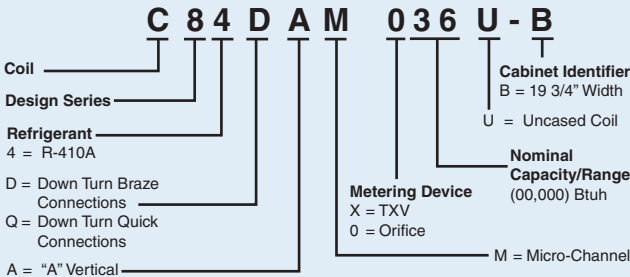 C 8 4 D A M 0 3 6 U - B
Coil
Design Series
Refrigerant
4 = R-410A
D = Down Turn Braze
Connections
Q = Down Turn Quick
Connections
A = “A” Vertical
Metering Device
X = TXV
0 = Orifice
Cabinet Identifier
B = 19 3/4” Width
U = Uncased Coil
Nominal
Capacity/Range
(00,000) Btuh
M = Micro-Channel